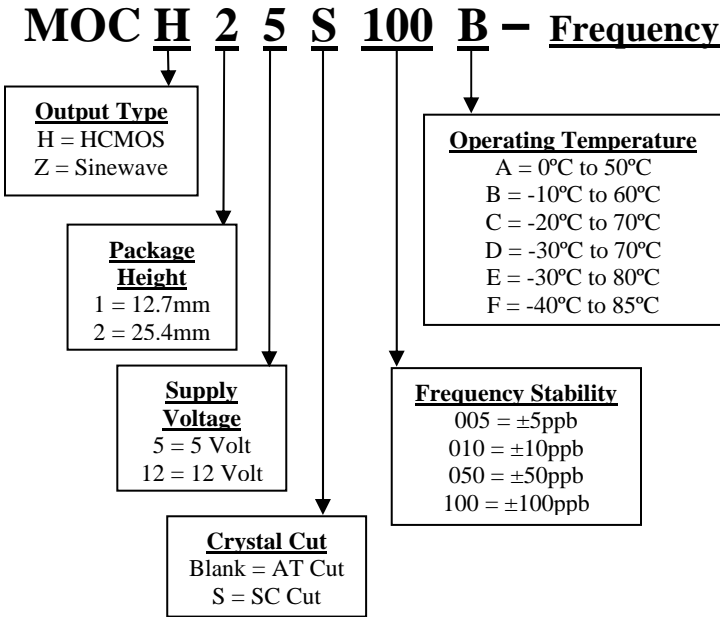 MOC H 2 5 S 100 B – Frequency
Output Type
H = HCMOS
Z = Sinewave
Package
Height
1 = 12.7mm
2 = 25.4mm
Supply
Voltage
5 = 5 Volt
12 = 12 Volt
Crystal Cut
Blank = AT Cut
S = SC Cut
Operating Temperature
A = 0ºC to 50ºC
B = -10ºC to 60ºC
C = -20ºC to 70ºC
D = -30ºC to 70ºC
E = -30ºC to 80ºC
F = -40ºC to 85ºC
Frequency Stability
005 = ±5ppb
010 = ±10ppb
050 = ±50ppb
100 = ±100ppb